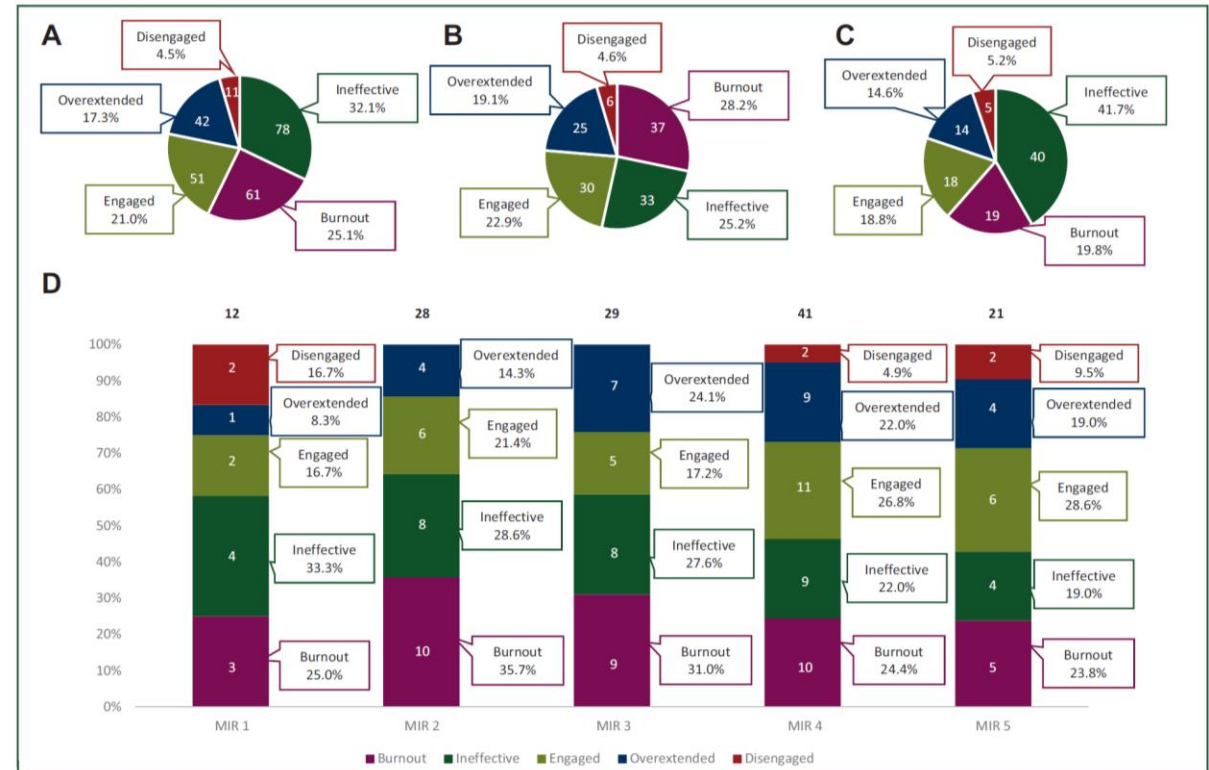 A
Disengaged
4.5%
Ineffective
32.1%
Overextended
17.3%
Engaged
21.0%
Burnout
25.1%
11
78
42
51
61
B
Disengaged
4.6%
Overextended
19.1%
Burnout
28.2%
Engaged
22.9%
Ineffective
25.2%
6
37
25
30
33
C
Disengaged
5.2%
Overextended
14.6%
Ineffective
41.7%
Engaged
18.8%
Burnout
19.8%
5
14
40
18
19
D
12 28 29 41 21
100%
90%
80%
70%
60%
50%
40%
30%
20%
10%
0%
2
Disengaged
16.7%
1
Overextended
8.3%
2
Engaged
16.7%
4
Ineffective
33.3%
3
Burnout
25.0%
4
Overextended
14.3%
6
Engaged
21.4%
8
Ineffective
28.6%
10
Burnout
35.7%
7
Overextended
24.1%
5
Engaged
17.2%
8
Ineffective
27.6%
9
Burnout
31.0%
2
Disengaged
4.9%
9
Overextended
22.0%
11
Engaged
26.8%
9
Ineffective
22.0%
10
Burnout
24.4%
2
Disengaged
9.5%
4
Overextended
19.0%
6
Engaged
28.6%
4
Ineffective
19.0%
5
Burnout
23.8%
MIR 1 MIR 2 MIR 3 MIR 4 MIR 5
Burnout Ineffective Engaged Overextended Disengaged